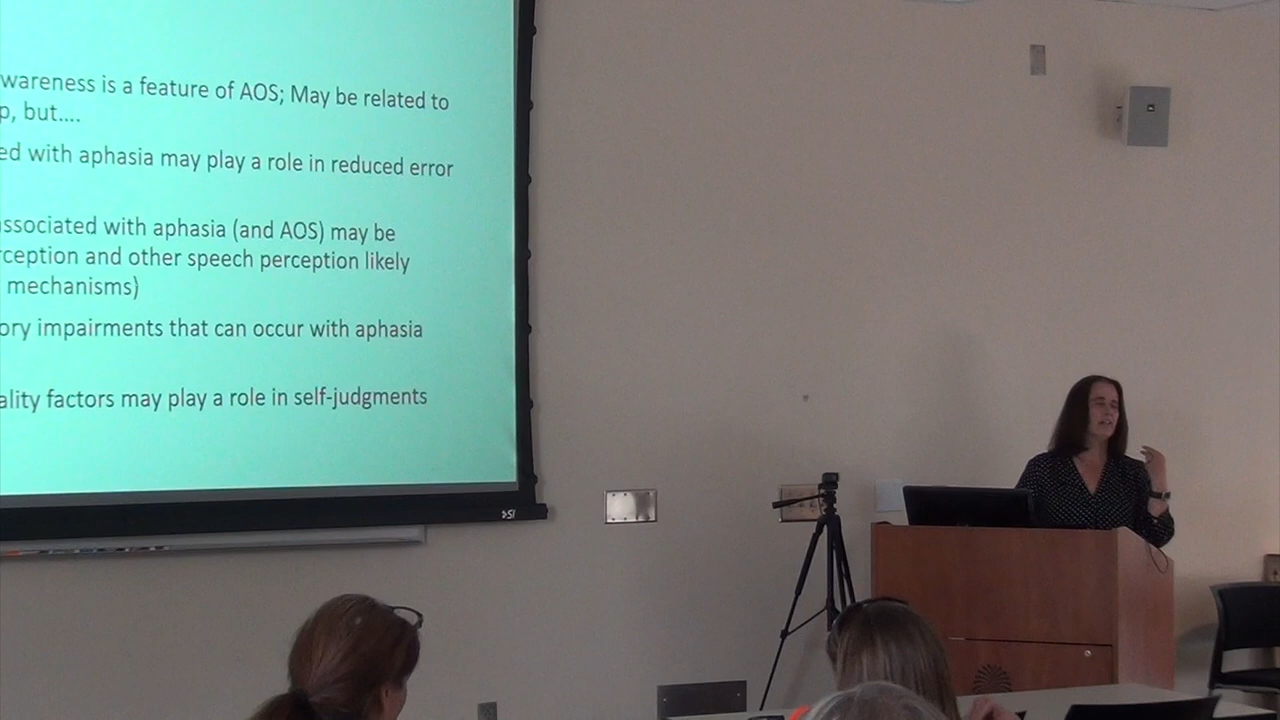 wareness is a feature of AOS; May be related to
p, but....
ed with aphasia may play a role in reduced error
ssociated with aphasia (and AOS) may be
ception and other speech perception likely
mechanisms)
ory impairments that can occur with aphasia
ality factors may play a role in self-judgments